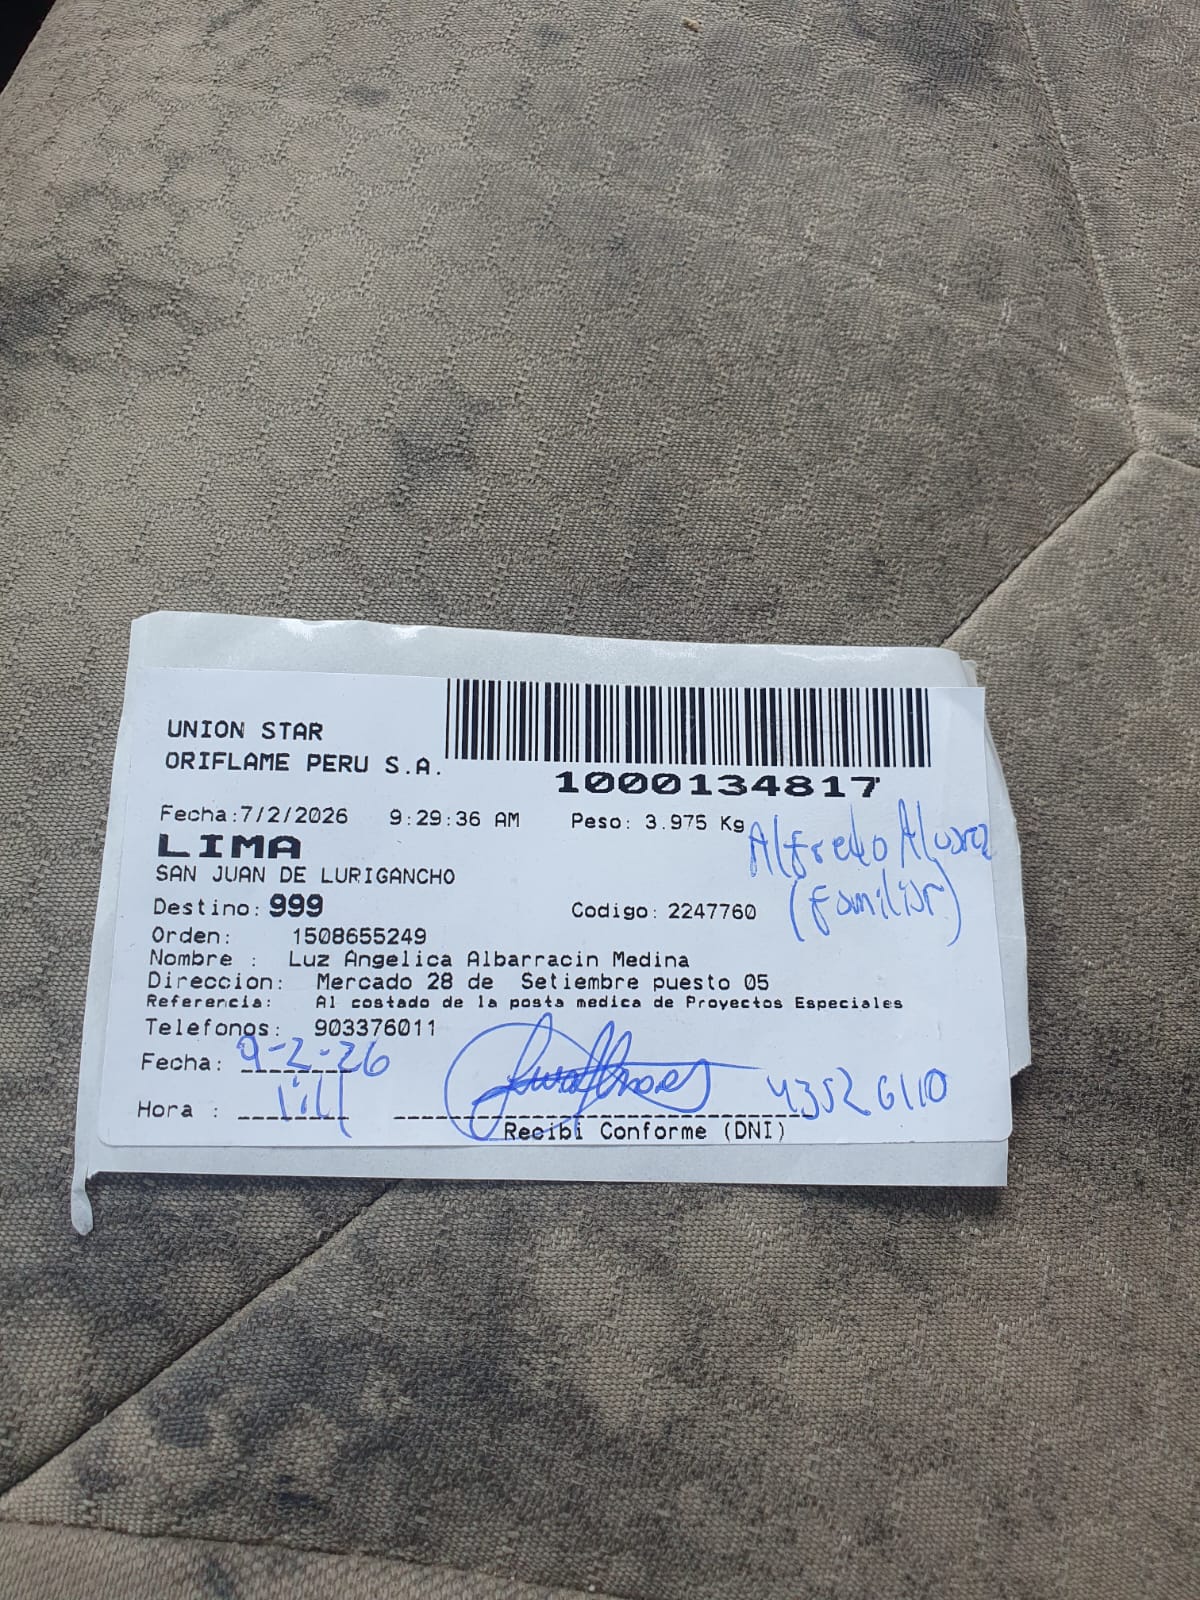 UNION STAR
ORIFLAME PERU S.A.
1000134817
Fecha:7/2/2026 9:29:36 AM Peso: 3.975 Kg
Alfredo Alvarez
(familiar)
LIMA
SAN JUAN DE LURIGANCHO
Destino: 999 Codigo: 2247760
Orden: 1508655249
Nombre : Luz Angelica Albarracin Medina
Direccion: Mercado 28 de Setiembre puesto 05
Referencia: Al costado de la posta medica de Proyectos Especiales
Telefonos: 903376011
Fecha: 9-2-26
Hora :
43526110
Recibi Conforme (DNI)